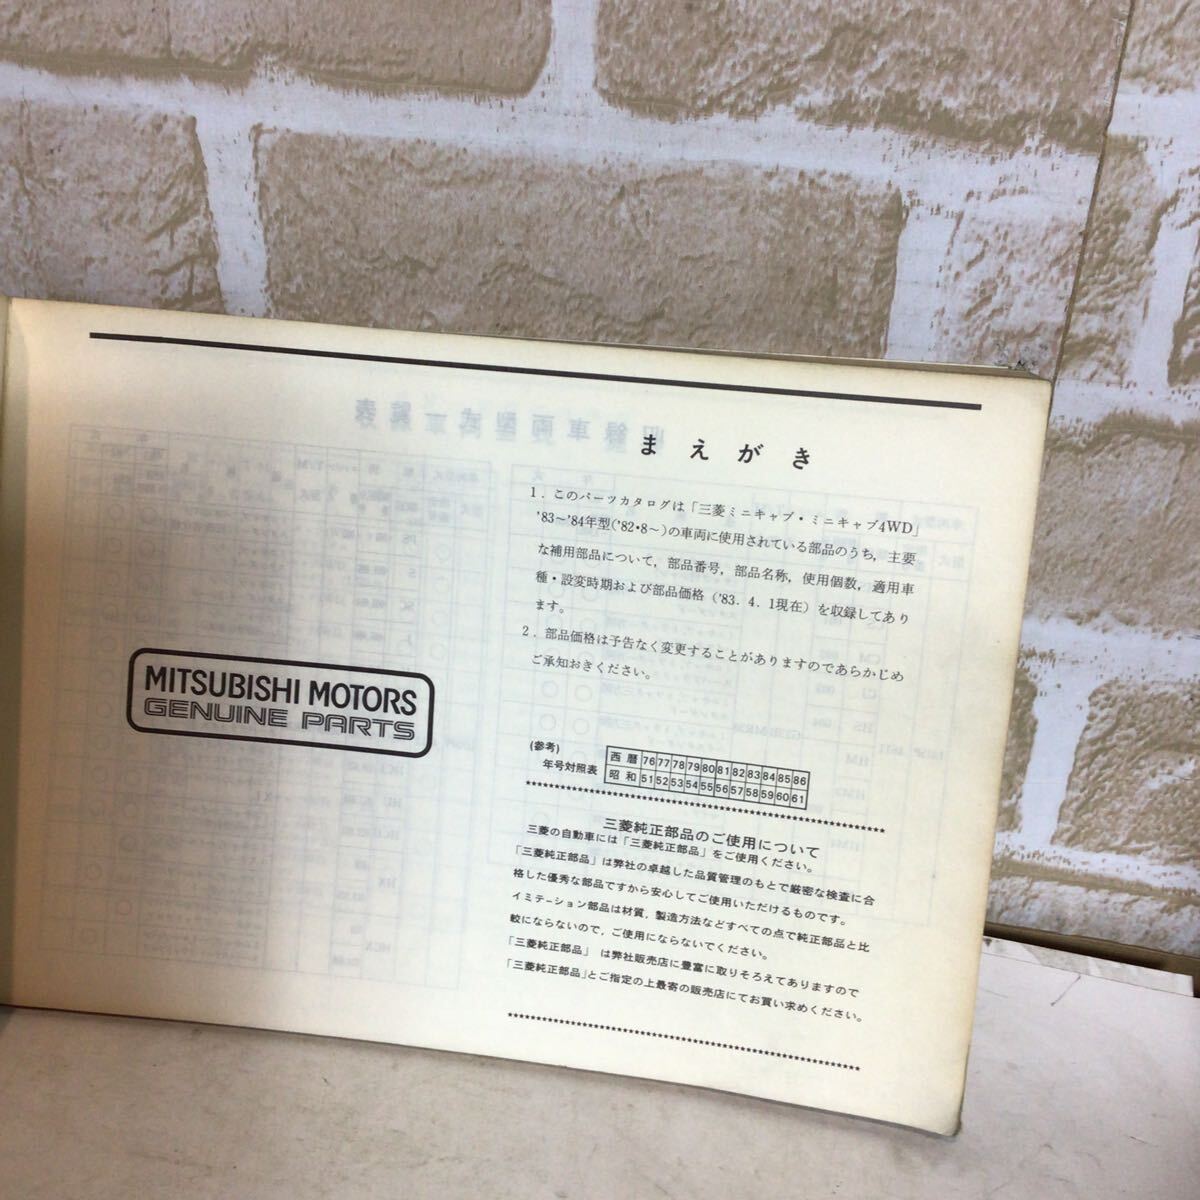 まえがき
1．このパーツカタログは「三菱ミニキャブ・ミニキャブ4WD」
'83〜'84年型('82・8〜)の車両に使用されている部品のうち，主要
な補用部品について，部品番号，部品名称，使用個数，適用車
種・設変時期および部品価格（'83．4．1現在）を収録してあり
ます。
2．部品価格は予告なく変更することがありますのであらかじめ
ご承知おきください。
MITSUBISHI MOTORS
GENUINE PARTS
(参考)
年号対照表
西暦 76 77 78 79 80 81 82 83 84 85 86
昭和 51 52 53 54 55 56 57 58 59 60 61
三菱純正部品のご使用について
三菱の自動車には「三菱純正部品」をご使用ください。
「三菱純正部品」は弊社の卓越した品質管理のもとで厳密な検査に合
格した優秀な部品ですから安心してご使用いただけるものです。
イミテーション部品は材質，製造方法などすべての点で純正部品と比
較にならないので，ご使用にならないでください。
「三菱純正部品」 は弊社販売店に豊富に取りそろえてありますので
「三菱純正部品」とご指定の上最寄の販売店にてお買い求めください。